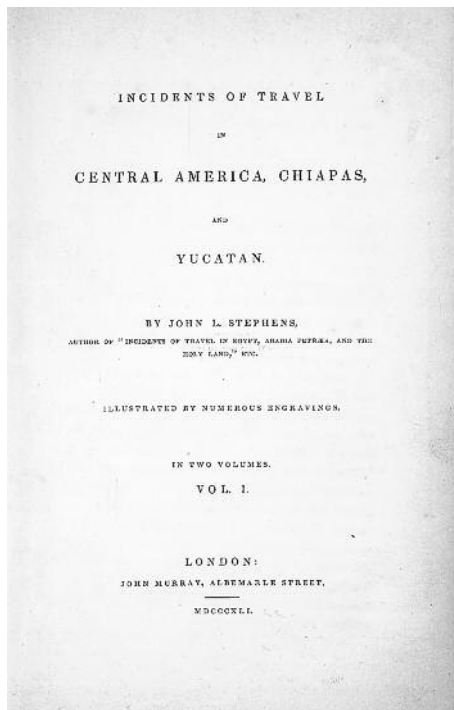 INCIDENTS OF TRAVEL
IN
CENTRAL AMERICA, CHIAPAS,
AND
YUCATAN.
BY JOHN L. STEPHENS,
AUTHOR OF "INCIDENTS OF TRAVEL IN EGYPT, ARABIA PETRÆA, AND THE
HOLY LAND," ETC.
ILLUSTRATED BY NUMEROUS ENGRAVINGS.
IN TWO VOLUMES.
VOL. I.
LONDON:
JOHN MURRAY, ALBEMARLE STREET,
MDCCCXLI.